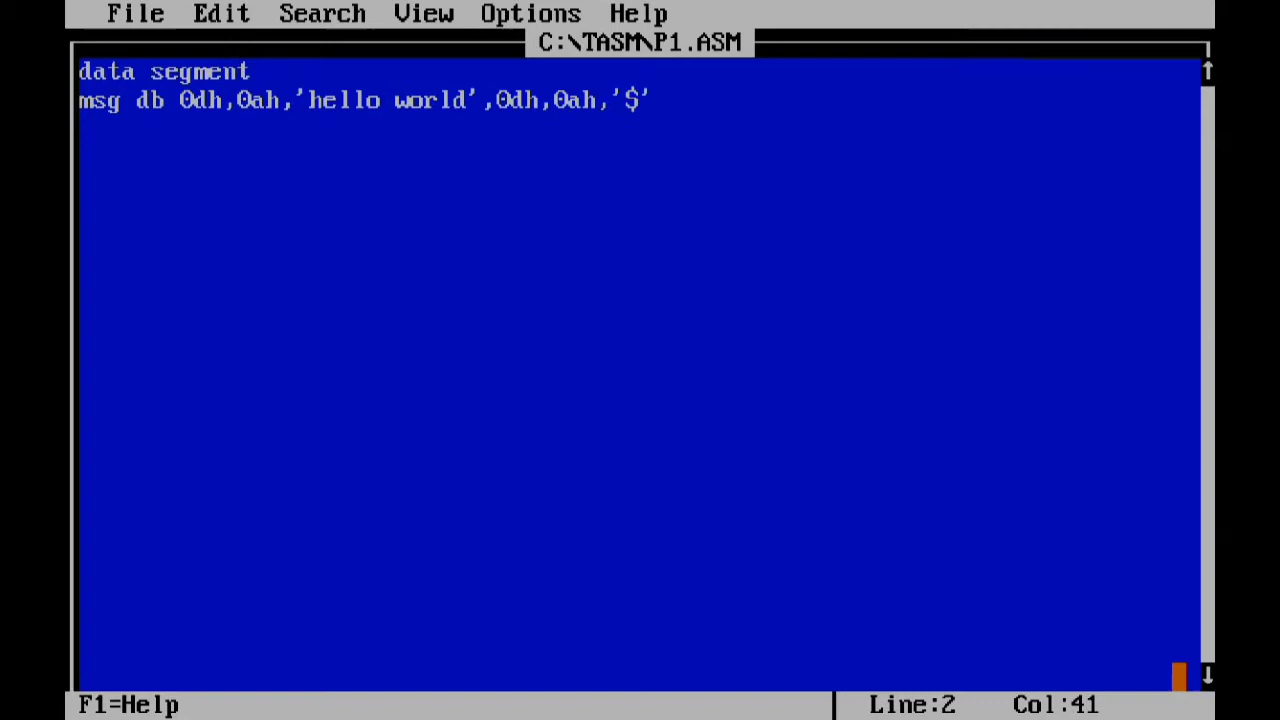 File Edit Search View Options Help
C:\TASM\P1.ASM
data segment
msg db 0dh,0ah,'hello world',0dh,0ah,'$'
F1=Help Line:2 Col:41